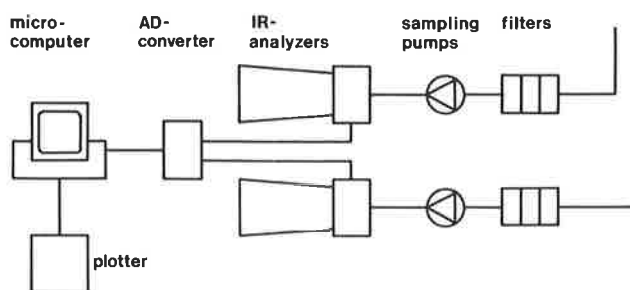 micro-
computer
AD-
converter
IR-
analyzers
sampling
pumps
filters
plotter